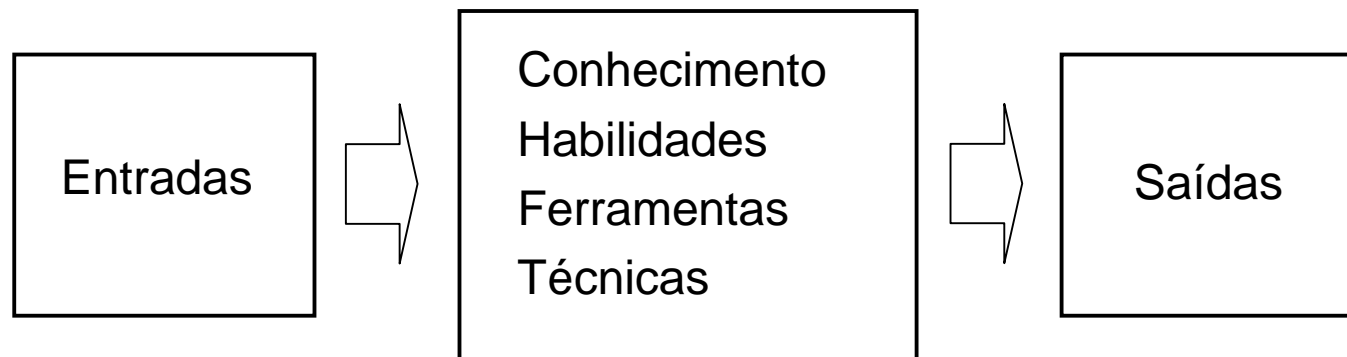 Entradas
Conhecimento
Habilidades
Ferramentas
Técnicas
Saídas